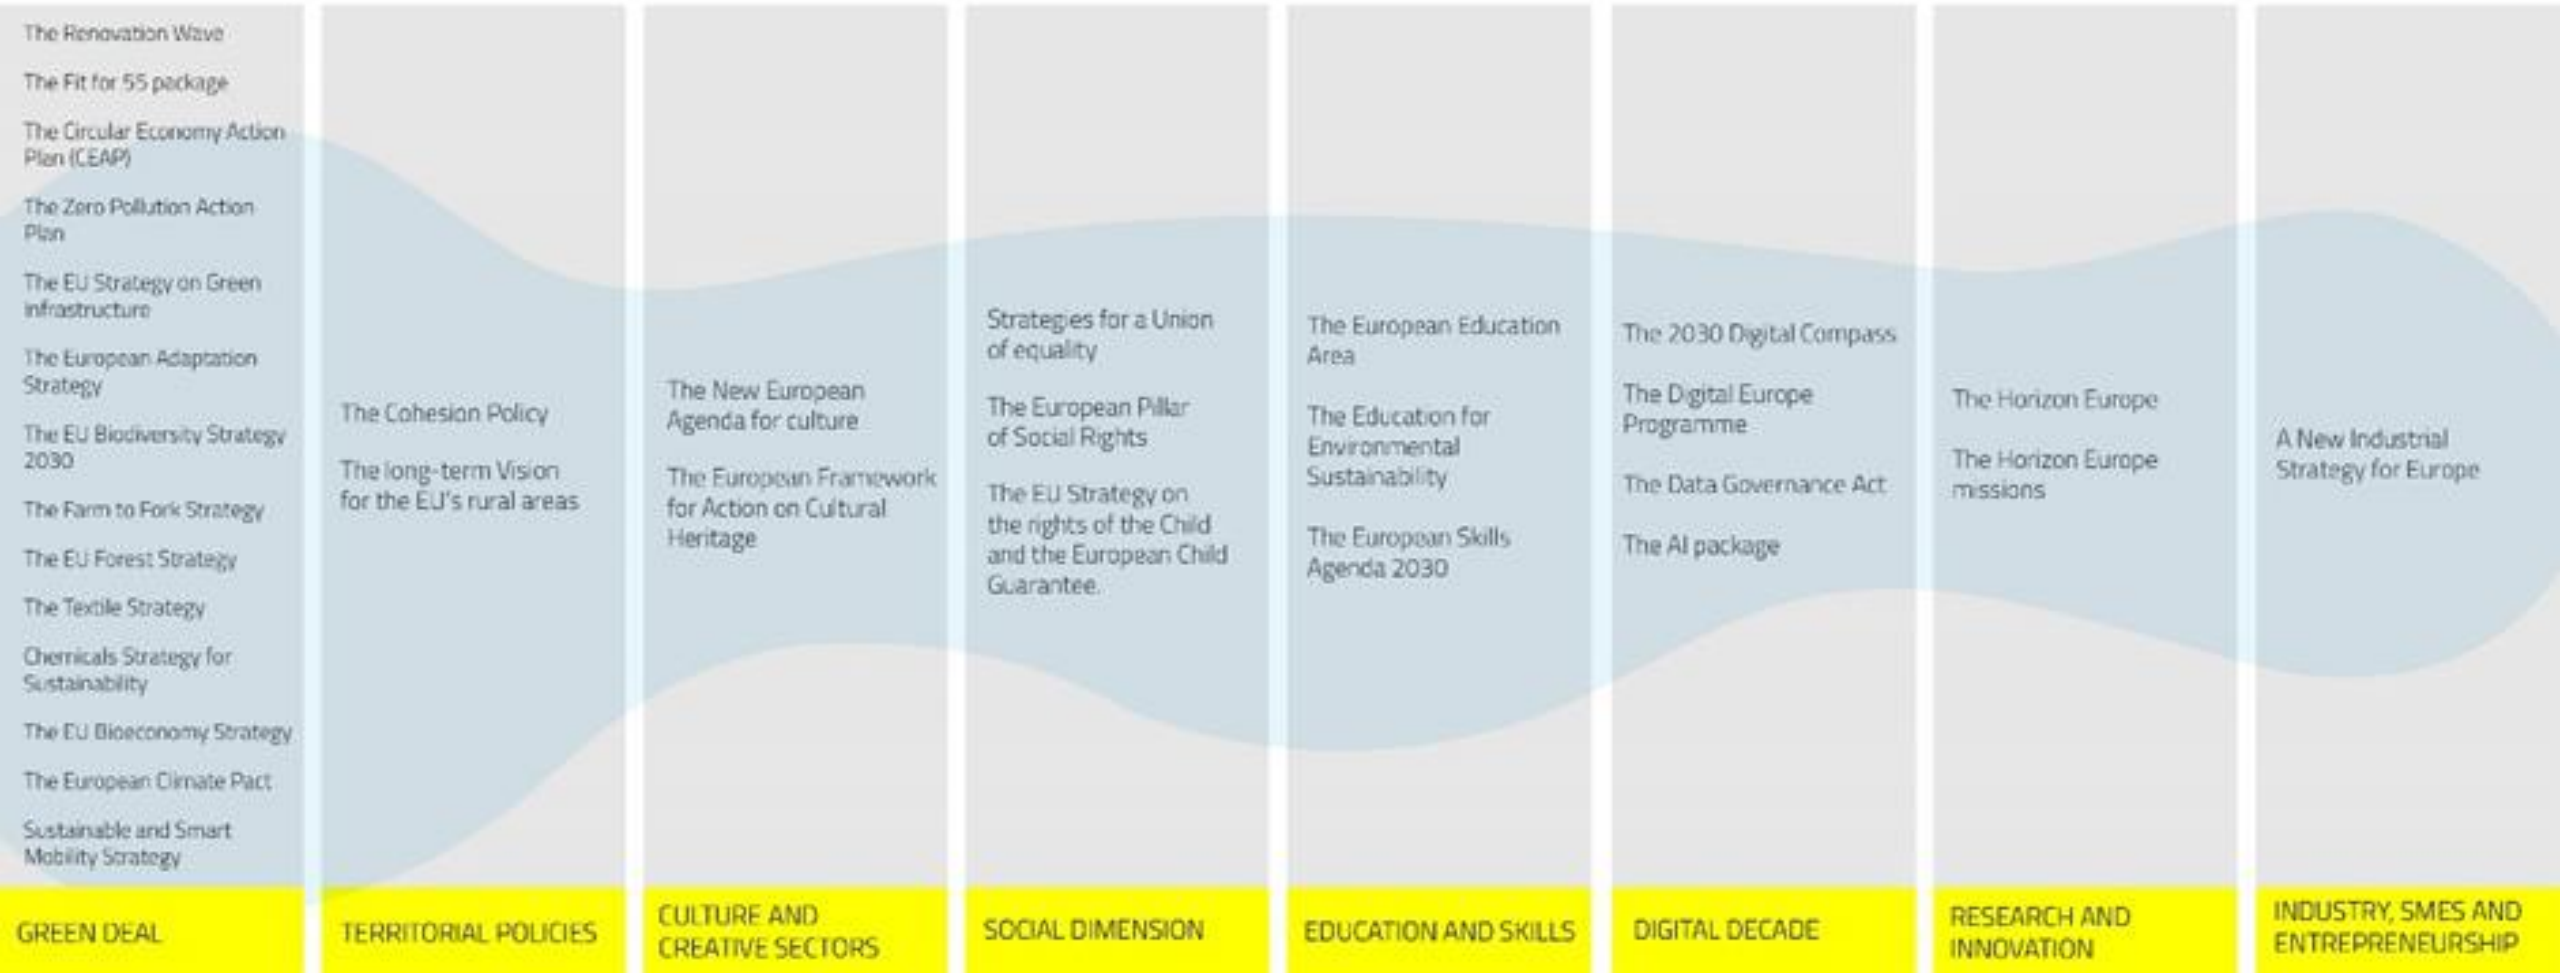 The Renovation Wave
The Fit for 55 package
The Circular Economy Action
Plan (CEAP)
The Zero Pollution Action
Plan
The EU Strategy on Green
infrastructure
The European Adaptation
Strategy
The EU Biodiversity Strategy
2030
The Farm to Fork Strategy
The EU Forest Strategy
The Textile Strategy
Chemicals Strategy for
Sustainability
The EU Bioeconomy Strategy
The European Climate Pact
Sustainable and Smart
Mobility Strategy
GREEN DEAL
The Cohesion Policy
The long-term Vision
for the EU's rural areas
TERRITORIAL POLICIES
The New European
Agenda for culture
The European Framework
for Action on Cultural
Heritage
CULTURE AND
CREATIVE SECTORS
Strategies for a Union
of equality
The European Pillar
of Social Rights
The EU Strategy on
the rights of the Child
and the European Child
Guarantee.
SOCIAL DIMENSION
The European Education
Area
The Education for
Environmental
Sustainability
The European Skills
Agenda 2030
EDUCATION AND SKILLS
The 2030 Digital Compass
The Digital Europe
Programme
The Data Governance Act
The AI package
DIGITAL DECADE
The Horizon Europe
The Horizon Europe
missions
RESEARCH AND
INNOVATION
A New Industrial
Strategy for Europe
INDUSTRY, SMES AND
ENTREPRENEURSHIP